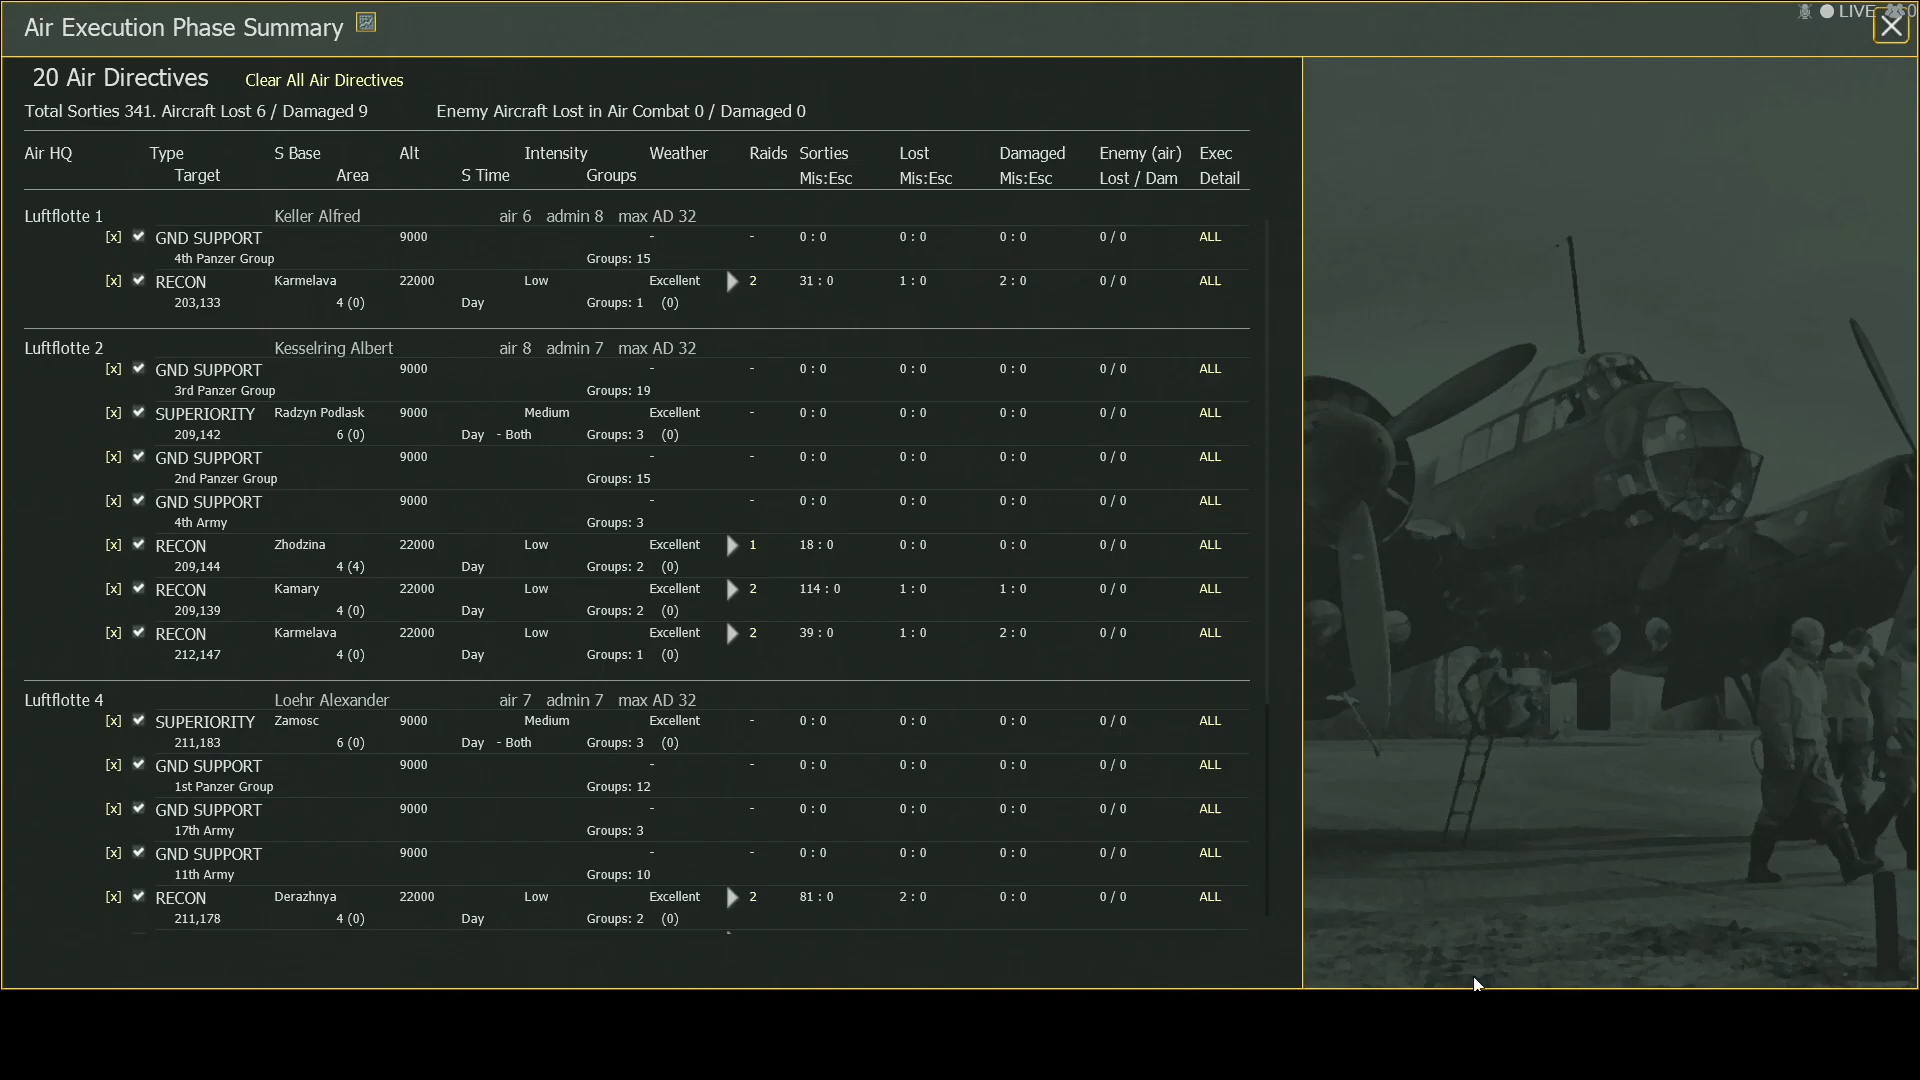 Air Execution Phase Summary
LIVE 0
20 Air Directives Clear All Air Directives
Total Sorties 341. Aircraft Lost 6 / Damaged 9 Enemy Aircraft Lost in Air Combat 0 / Damaged 0
Air HQ Type S Base Alt Intensity Weather Raids Sorties Lost Damaged Enemy (air) Exec
Target Area S Time Groups Mis:Esc Mis:Esc Mis:Esc Lost / Dam Detail
Luftflotte 1 Keller Alfred air 6 admin 8 max AD 32
[x] GND SUPPORT 9000 - - 0 : 0 0 : 0 0 : 0 0 / 0 ALL
4th Panzer Group Groups: 15
[x] RECON Karmelava 22000 Low Excellent 2 31 : 0 1 : 0 2 : 0 0 / 0 ALL
203,133 4 (0) Day Groups: 1 (0)
Luftflotte 2 Kesselring Albert air 8 admin 7 max AD 32
[x] GND SUPPORT 9000 - - 0 : 0 0 : 0 0 : 0 0 / 0 ALL
3rd Panzer Group Groups: 19
[x] SUPERIORITY Radzyn Podlask 9000 Medium Excellent - 0 : 0 0 : 0 0 : 0 0 / 0 ALL
209,142 6 (0) Day - Both Groups: 3 (0)
[x] GND SUPPORT 9000 - - 0 : 0 0 : 0 0 : 0 0 / 0 ALL
2nd Panzer Group Groups: 15
[x] GND SUPPORT 9000 - - 0 : 0 0 : 0 0 : 0 0 / 0 ALL
4th Army Groups: 3
[x] RECON Zhodzina 22000 Low Excellent 1 18 : 0 0 : 0 0 : 0 0 / 0 ALL
209,144 4 (4) Day Groups: 2 (0)
[x] RECON Kamary 22000 Low Excellent 2 114 : 0 1 : 0 1 : 0 0 / 0 ALL
209,139 4 (0) Day Groups: 2 (0)
[x] RECON Karmelava 22000 Low Excellent 2 39 : 0 1 : 0 2 : 0 0 / 0 ALL
212,147 4 (0) Day Groups: 1 (0)
Luftflotte 4 Loehr Alexander air 7 admin 7 max AD 32
[x] SUPERIORITY Zamosc 9000 Medium Excellent - 0 : 0 0 : 0 0 : 0 0 / 0 ALL
211,183 6 (0) Day - Both Groups: 3 (0)
[x] GND SUPPORT 9000 - - 0 : 0 0 : 0 0 : 0 0 / 0 ALL
1st Panzer Group Groups: 12
[x] GND SUPPORT 9000 - - 0 : 0 0 : 0 0 : 0 0 / 0 ALL
17th Army Groups: 3
[x] GND SUPPORT 9000 - - 0 : 0 0 : 0 0 : 0 0 / 0 ALL
11th Army Groups: 10
[x] RECON Derazhnya 22000 Low Excellent 2 81 : 0 2 : 0 0 : 0 0 / 0 ALL
211,178 4 (0) Day Groups: 2 (0)